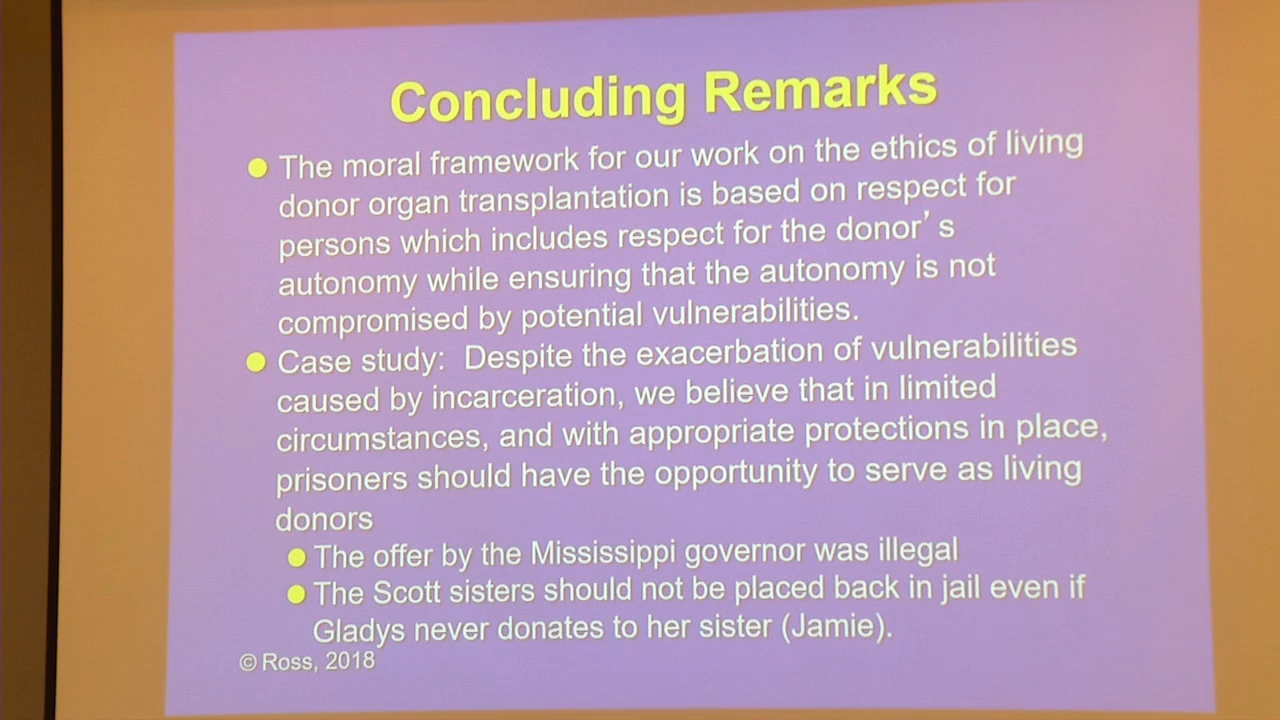 Concluding Remarks
The moral framework for our work on the ethics of living
donor organ transplantation is based on respect for
persons which includes respect for the donor's
autonomy while ensuring that the autonomy is not
compromised by potential vulnerabilities.
Case study: Despite the exacerbation of vulnerabilities
caused by incarceration, we believe that in limited
circumstances, and with appropriate protections in place,
prisoners should have the opportunity to serve as living
donors
The offer by the Mississippi governor was illegal
The Scott sisters should not be placed back in jail even if
Gladys never donates to her sister (Jamie).
© Ross, 2018